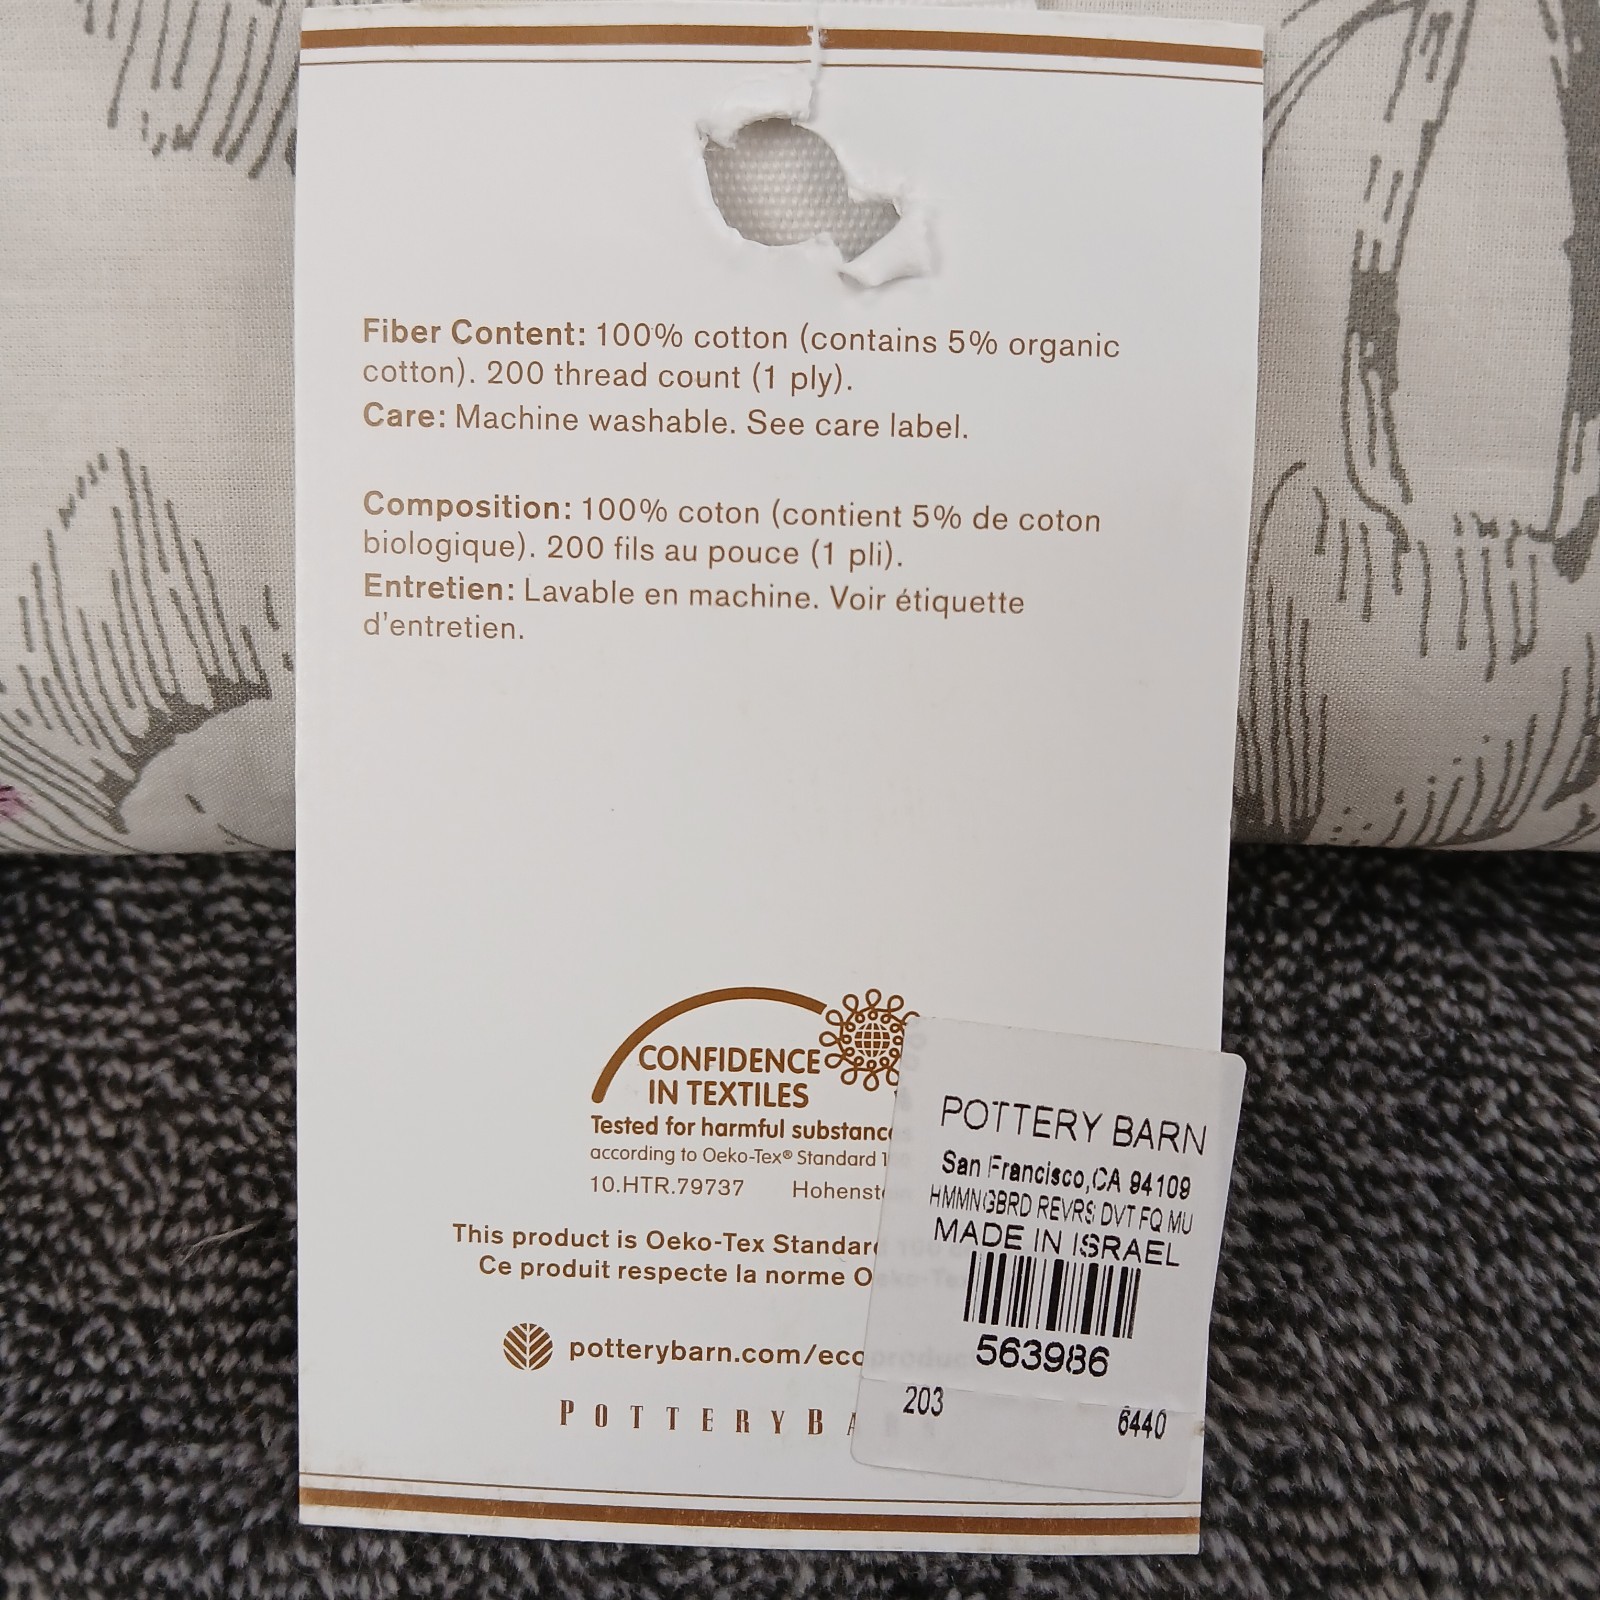 Fiber Content: 100% cotton (contains 5% organic
cotton). 200 thread count (1 ply).
Care: Machine washable. See care label.
Composition: 100% coton (contient 5% de coton
biologique). 200 fils au pouce (1 pli).
Entretien: Lavable en machine. Voir étiquette
d'entretien.
CONFIDENCE
IN TEXTILES
Tested for harmful substanc
according to Oeko-Tex® Standard 1
10.HTR.79737 Hohenst
This product is Oeko-Tex Standard
Ce produit respecte la norme O
potterybarn.com/eco
POTTERY BA
POTTERY BARN
San Francisco,CA 94109
HMMNGBRD REVRS DVT FQ MU
MADE IN ISRAEL
563986
203 6440